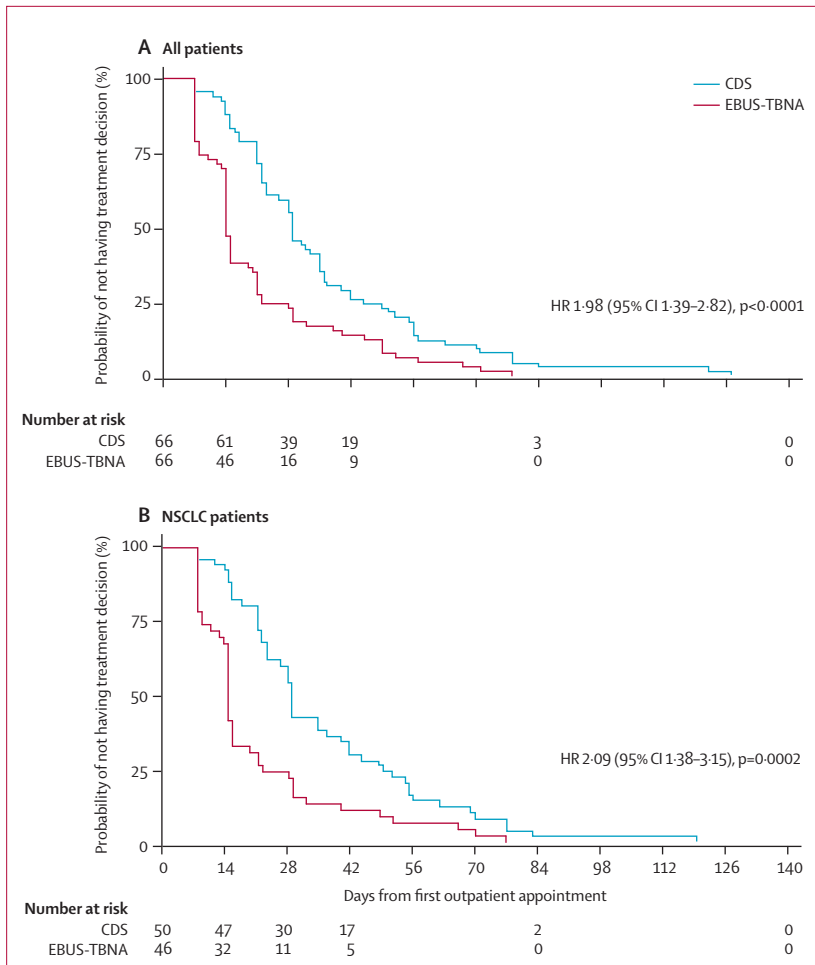 A All patients
Probability of not having treatment decision (%)
100
75
50
25
0
CDS
EBUS-TBNA
HR 1·98 (95% CI 1·39–2·82), p<0·0001
Number at risk
CDS 66 61 39 19 3 0
EBUS-TBNA 66 46 16 9 0 0
B NSCLC patients
Probability of not having treatment decision (%)
100
75
50
25
0
HR 2·09 (95% CI 1·38–3·15), p=0·0002
0 14 28 42 56 70 84 98 112 126 140
Days from first outpatient appointment
Number at risk
CDS 50 47 30 17 2 0
EBUS-TBNA 46 32 11 5 0 0